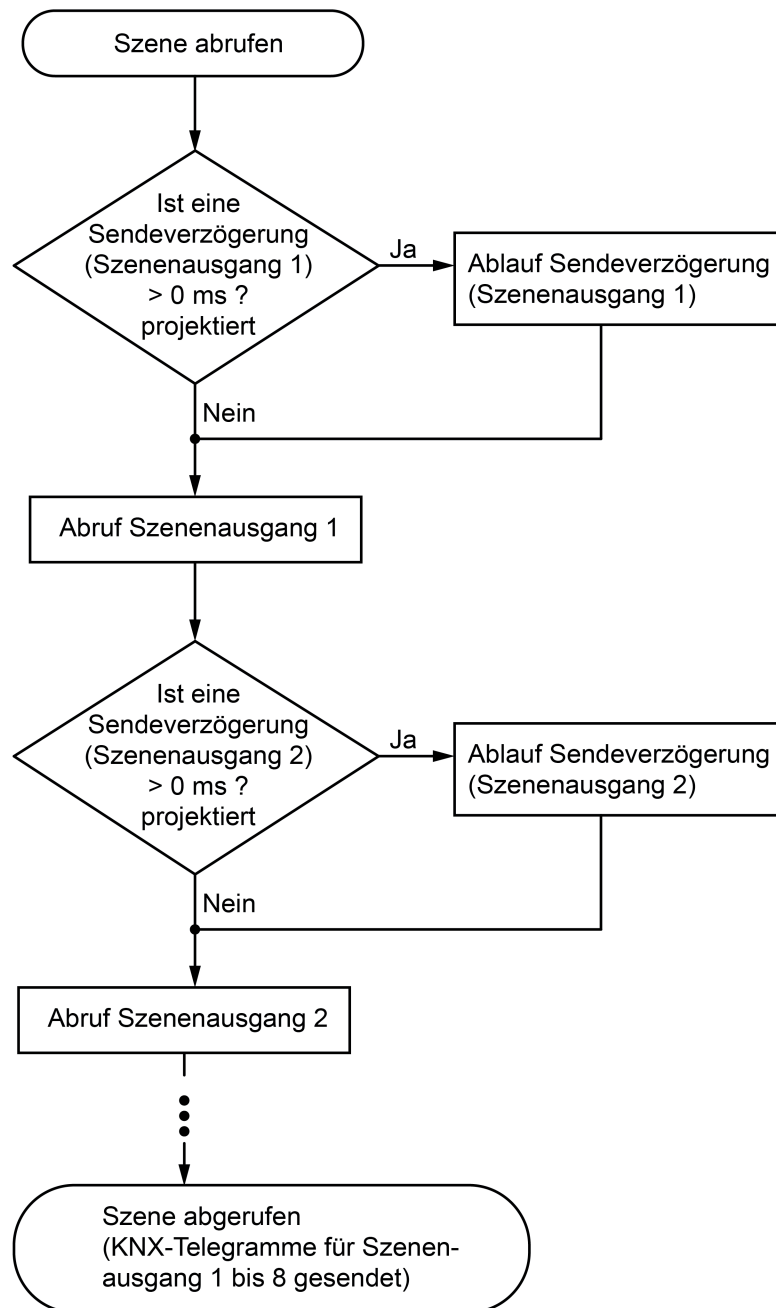 Szene abrufen
Ist eine
Sendeverzögerung
(Szenenausgang 1)
> 0 ms ?
projektiert
Ja
Ablauf Sendeverzögerung
(Szenenausgang 1)
Nein
Abruf Szenenausgang 1
Ist eine
Sendeverzögerung
(Szenenausgang 2)
> 0 ms ?
projektiert
Ja
Ablauf Sendeverzögerung
(Szenenausgang 2)
Nein
Abruf Szenenausgang 2
Szene abgerufen
(KNX-Telegramme für Szenen-
ausgang 1 bis 8 gesendet)